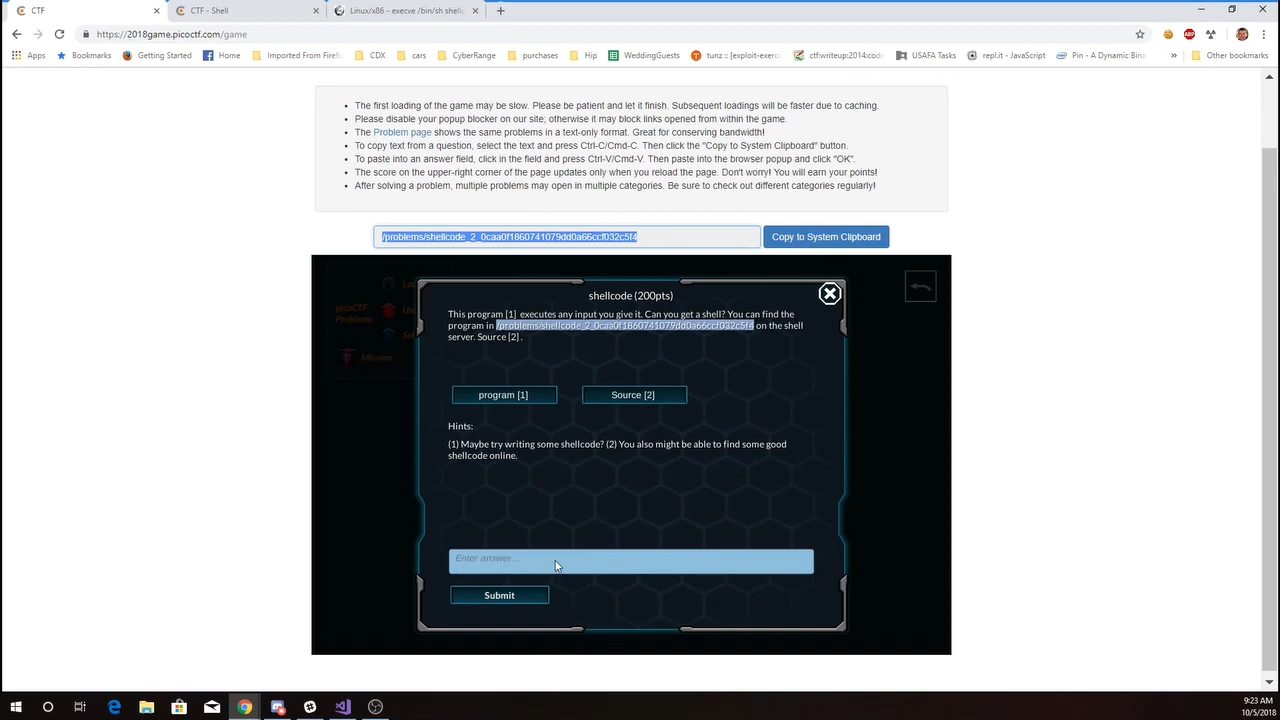 CTF
CTF - Shell
Linux/x86 - execve /bin/sh shellc
https://2018game.picoctf.com/game
Apps
Bookmarks
Getting Started
Home
Imported From Firef
CDX
cars
CyberRange
purchases
Hip
WeddingGuests
tunz :: [exploit-exerc
ctf:writeup:2014:code
USAFA Tasks
repl.it - JavaScript
Pin - A Dynamic Bina
»
Other bookmarks
• The first loading of the game may be slow. Please be patient and let it finish. Subsequent loadings will be faster due to caching.
• Please disable your popup blocker on our site; otherwise it may block links opened from within the game.
• The Problem page shows the same problems in a text-only format. Great for conserving bandwidth!
• To copy text from a question, select the text and press Ctrl-C/Cmd-C. Then click the "Copy to System Clipboard" button.
• To paste into an answer field, click in the field and press Ctrl-V/Cmd-V. Then paste into the browser popup and click "OK".
• The score on the upper-right corner of the page updates only when you reload the page. Don't worry! You will earn your points!
• After solving a problem, multiple problems may open in multiple categories. Be sure to check out different categories regularly!
/problems/shellcode_2_0caa0f1860741079dd0a66ccf032c5f4
Copy to System Clipboard
picoCTF
Problems
Mission
shellcode (200pts)
This program [1] executes any input you give it. Can you get a shell? You can find the
program in /problems/shellcode_2_0caa0f1860741079dd0a66ccf032c5f4 on the shell
server. Source [2] .
program [1]
Source [2]
Hints:
(1) Maybe try writing some shellcode? (2) You also might be able to find some good
shellcode online.
Enter answer...
Submit
9:23 AM
10/5/2018